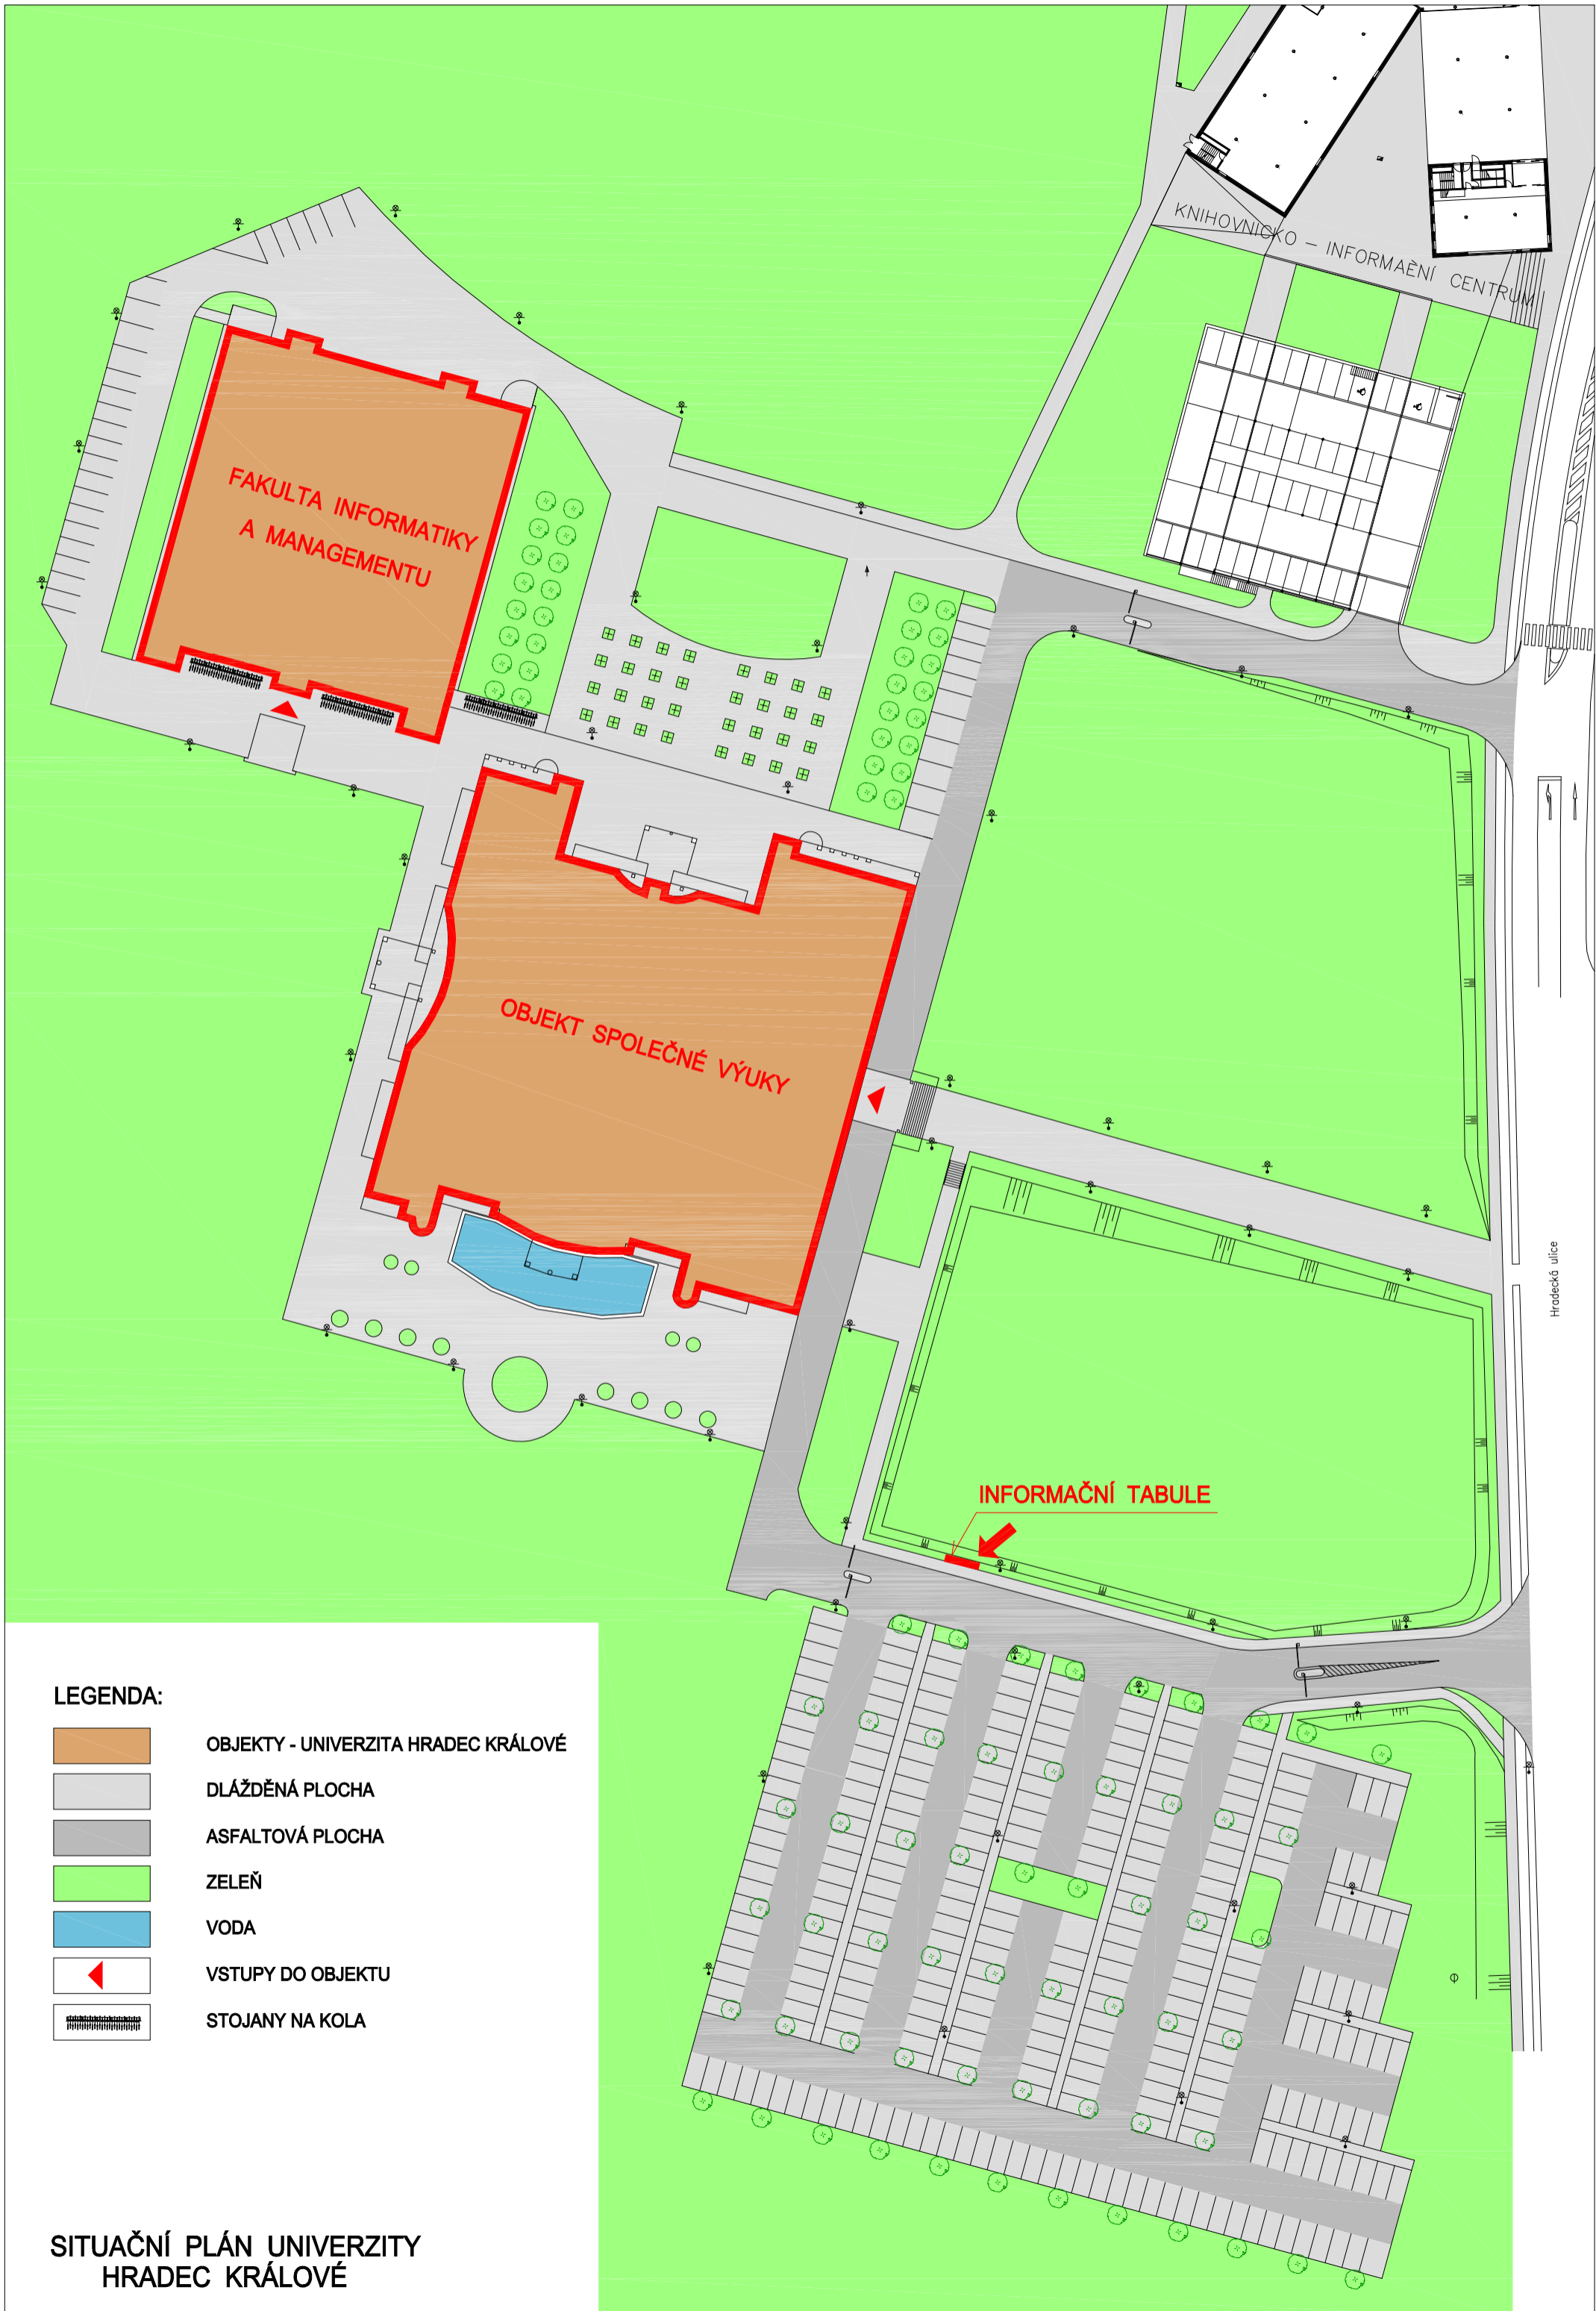 KNIHOVNICKO - INFORMAÈNÍ CENTRUM
FAKULTA INFORMATIKY
A MANAGEMENTU
OBJEKT SPOLEČNÉ VÝUKY
Hradecká ulice
INFORMAČNÍ TABULE
LEGENDA:
OBJEKTY - UNIVERZITA HRADEC KRÁLOVÉ
DLÁŽDĚNÁ PLOCHA
ASFALTOVÁ PLOCHA
ZELEŇ
VODA
VSTUPY DO OBJEKTU
STOJANY NA KOLA
SITUAČNÍ PLÁN UNIVERZITY
HRADEC KRÁLOVÉ